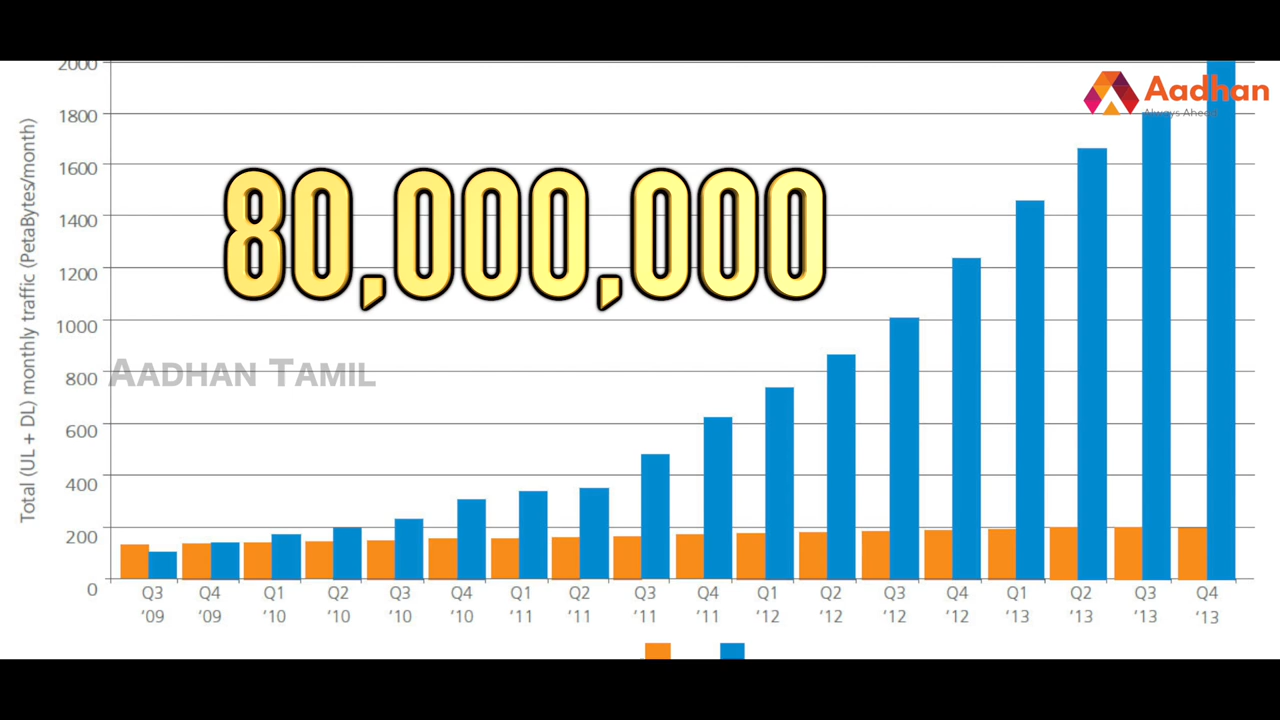 2000
Aadhan
Always Ahead
1800
1600
1400
1200
1000
800
600
400
200
0
Total (UL + DL) monthly traffic (PetaBytes/month)
80,000,000
AADHAN TAMIL
Q3 Q4 Q1 Q2 Q3 Q4 Q1 Q2 Q3 Q4 Q1 Q2 Q3 Q4 Q1 Q2 Q3 Q4
‘09 ‘09 ‘10 ‘10 ‘10 ‘10 ‘11 ‘11 ‘11 ‘11 ‘12 ‘12 ‘12 ‘12 ‘13 ‘13 ‘13 ‘13